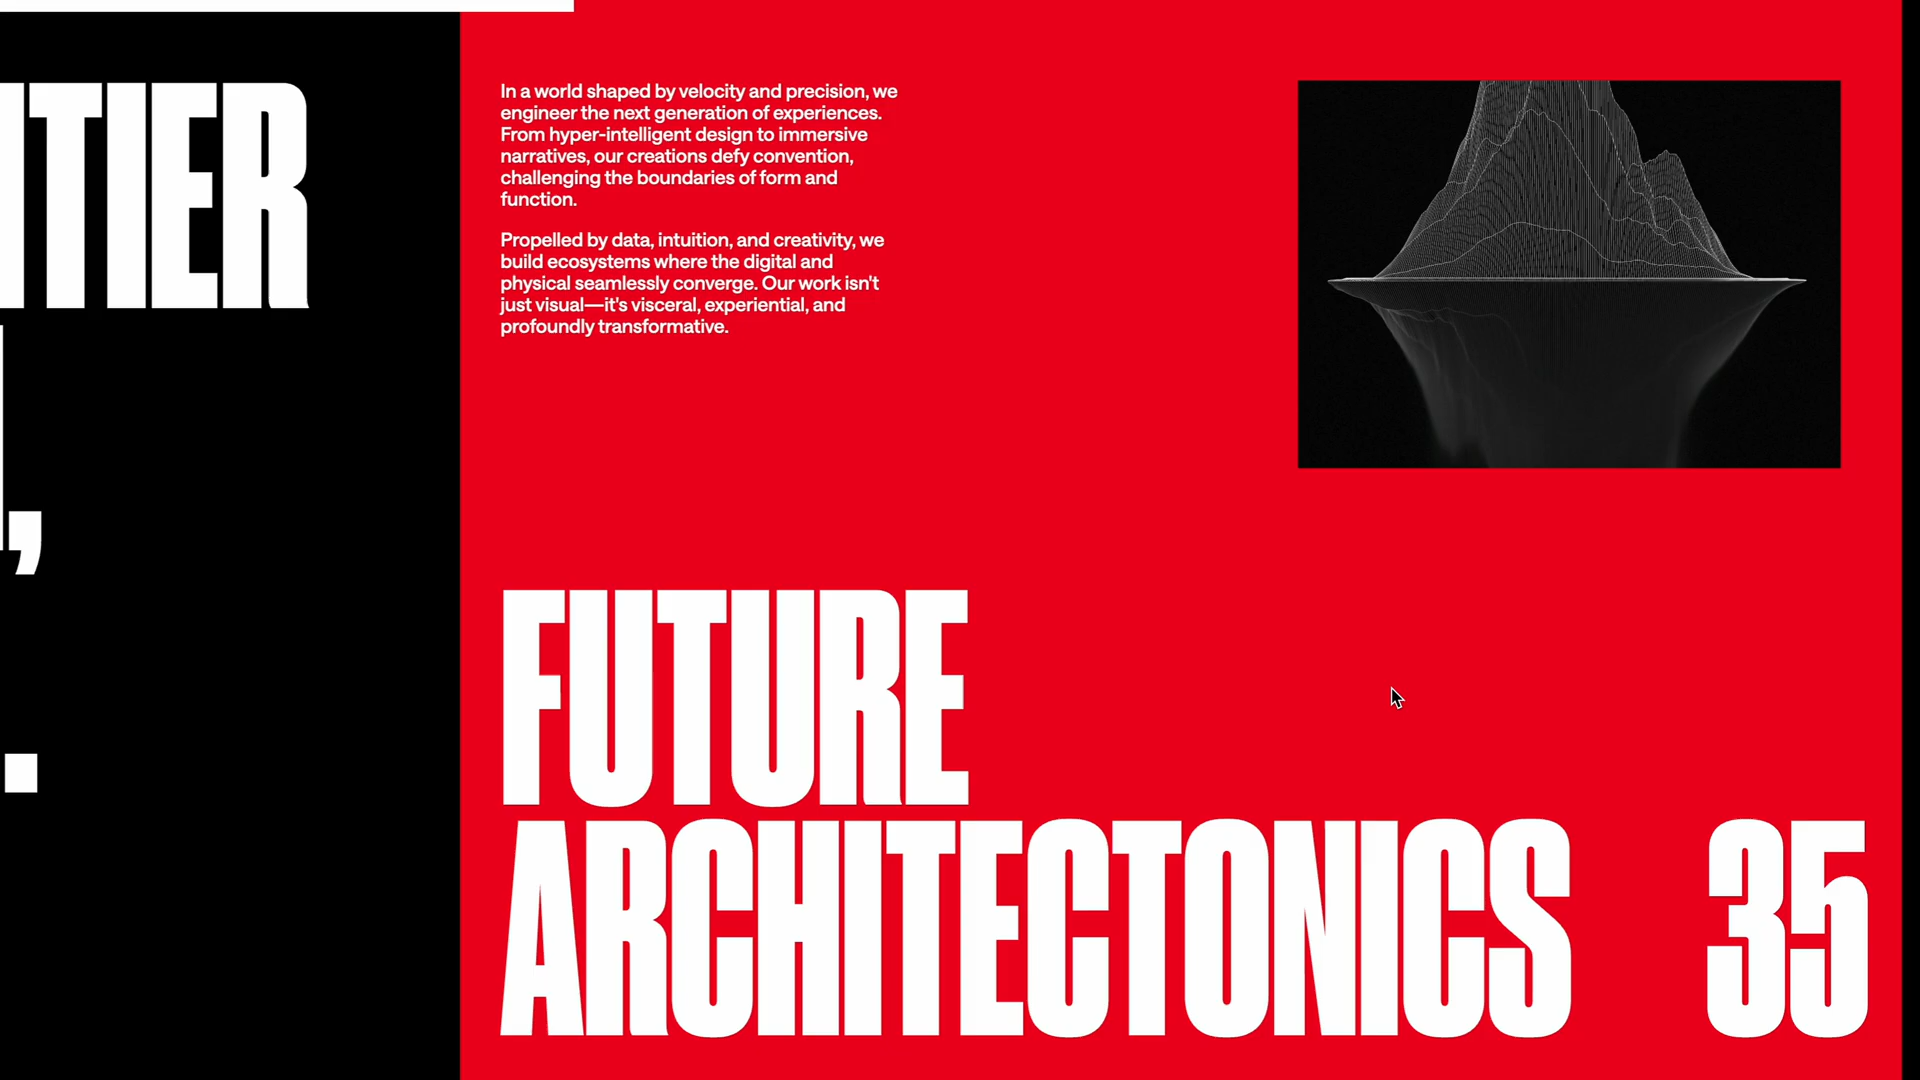 TIER
,
.
In a world shaped by velocity and precision, we
engineer the next generation of experiences.
From hyper-intelligent design to immersive
narratives, our creations defy convention,
challenging the boundaries of form and
function.
Propelled by data, intuition, and creativity, we
build ecosystems where the digital and
physical seamlessly converge. Our work isn't
just visual—it's visceral, experiential, and
profoundly transformative.
FUTURE
ARCHITECTONICS 35